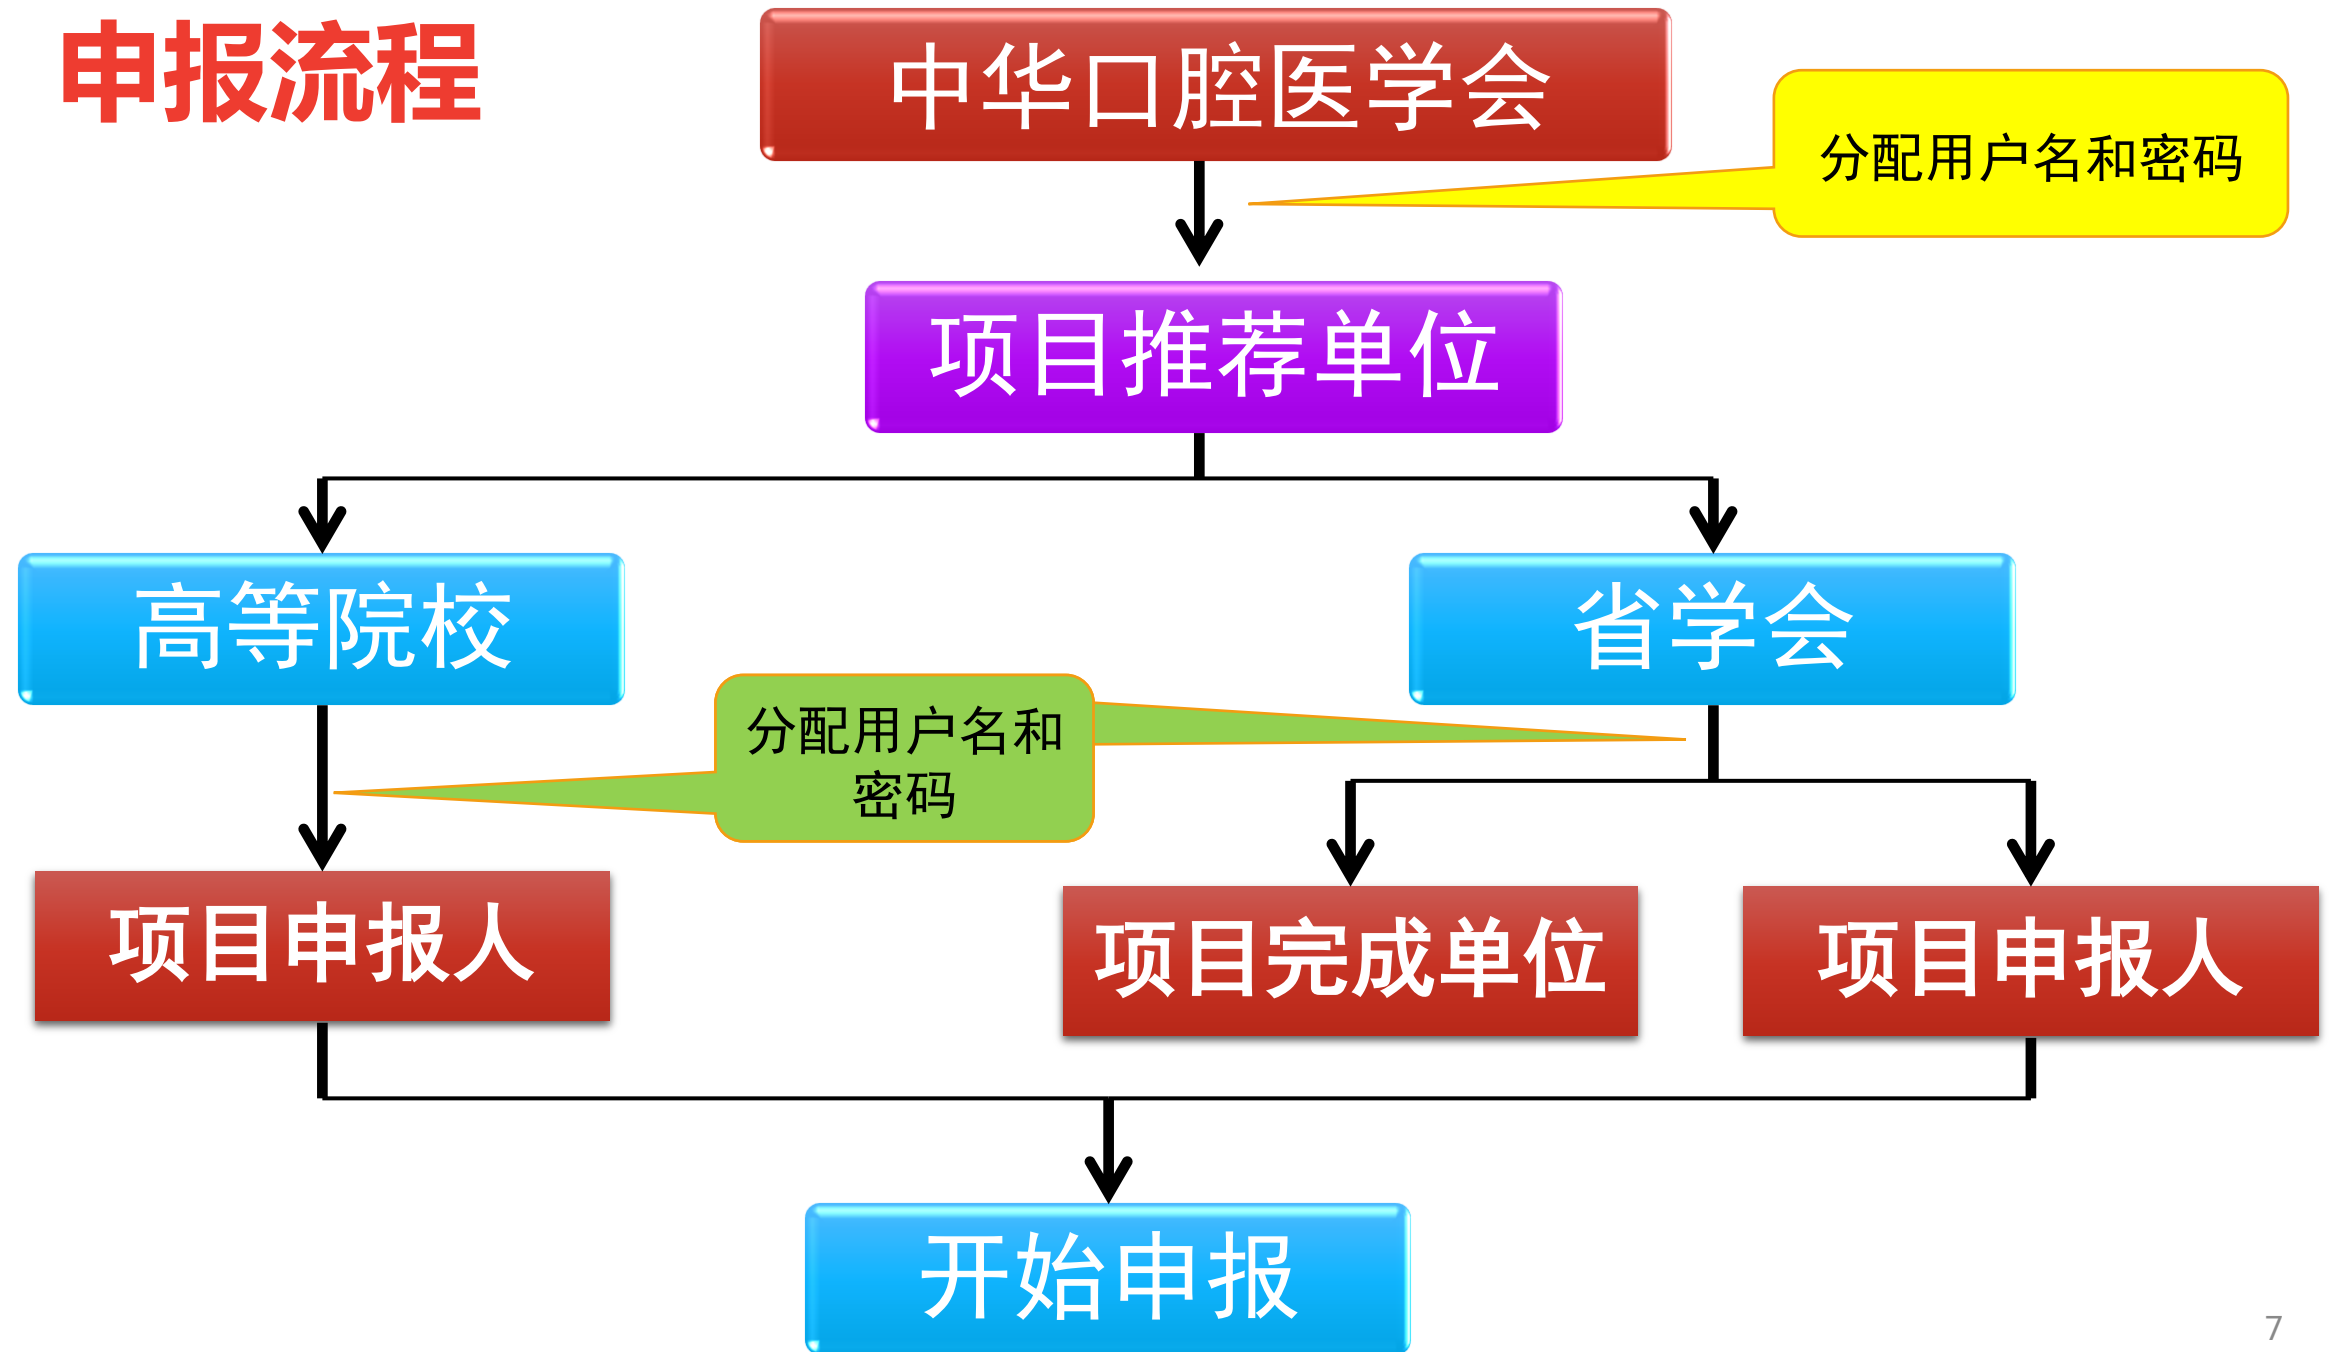 申报流程
中华口腔医学会
分配用户名和密码
项目推荐单位
高等院校
省学会
分配用户名和
密码
项目申报人
项目完成单位
项目申报人
开始申报
7